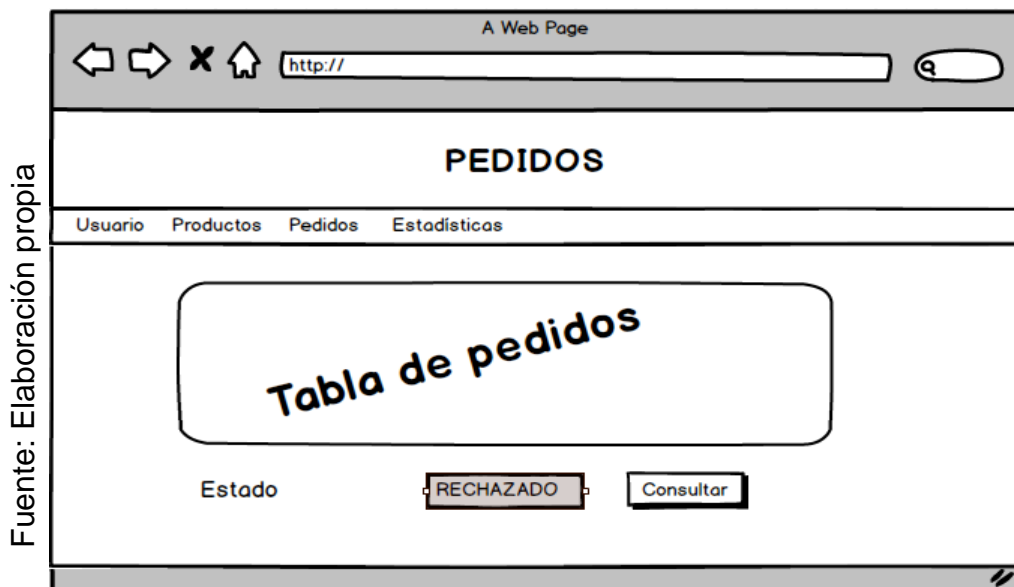 A Web Page
http://
PEDIDOS
Usuario Productos Pedidos Estadísticas
Tabla de pedidos
Estado RECHAZADO Consultar
Fuente: Elaboración propia